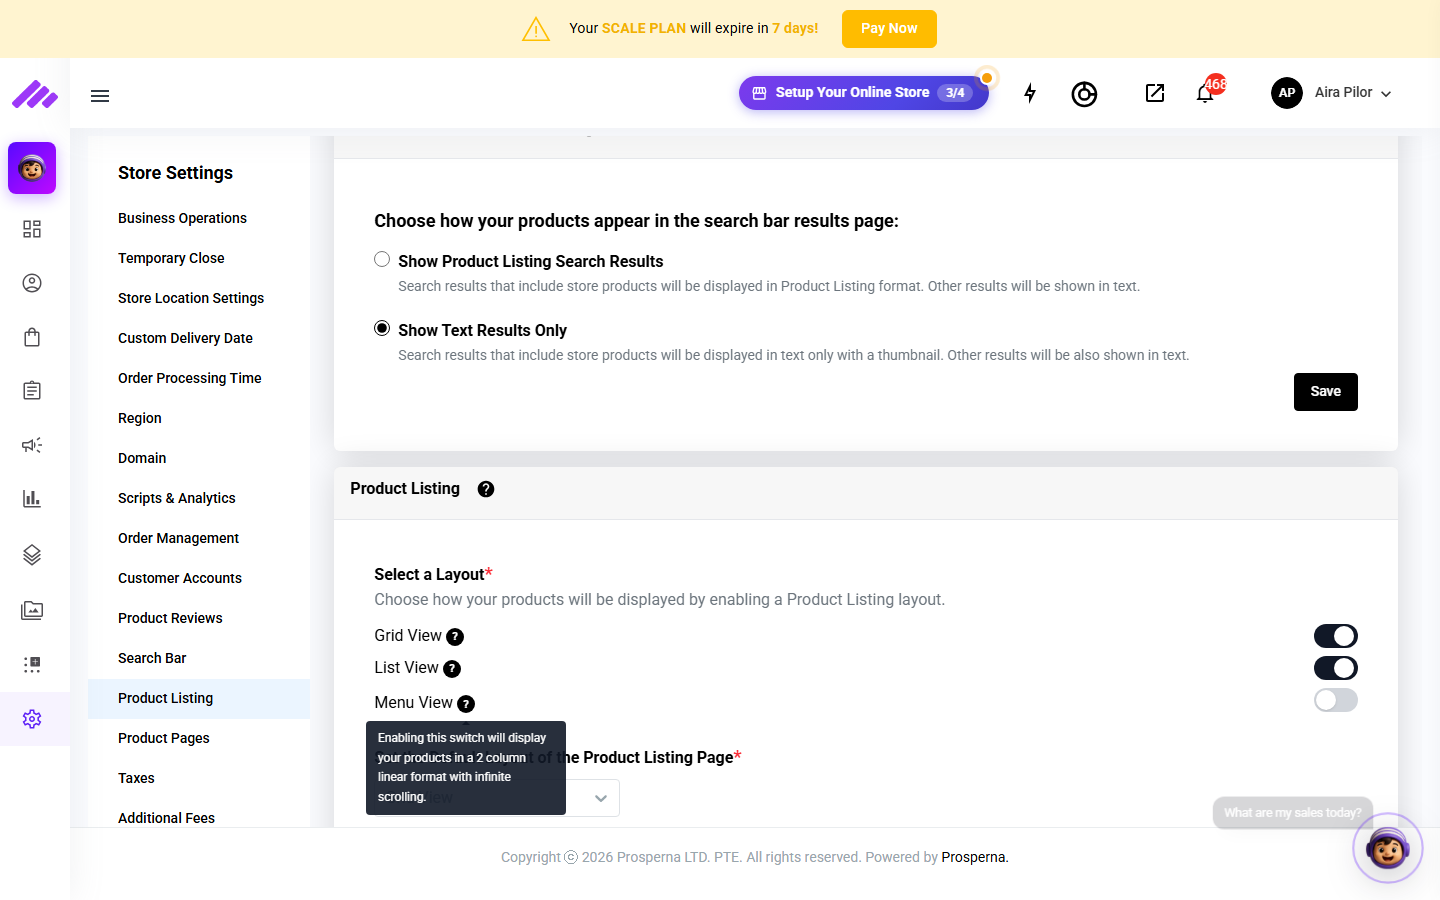 Your SCALE PLAN will expire in 7 days!
Pay Now
Setup Your Online Store 3/4
468
AP
Aira Pilor
Store Settings
Business Operations
Temporary Close
Store Location Settings
Custom Delivery Date
Order Processing Time
Region
Domain
Scripts & Analytics
Order Management
Customer Accounts
Product Reviews
Search Bar
Product Listing
Product Pages
Taxes
Additional Fees
Choose how your products appear in the search bar results page:
Show Product Listing Search Results
Search results that include store products will be displayed in Product Listing format. Other results will be shown in text.
Show Text Results Only
Search results that include store products will be displayed in text only with a thumbnail. Other results will be also shown in text.
Save
Product Listing ?
Select a Layout*
Choose how your products will be displayed by enabling a Product Listing layout.
Grid View ?
List View ?
Menu View ?
Enabling this switch will display
your products in a 2 column
linear format with infinite
scrolling.
of the Product Listing Page*
What are my sales today?
Copyright © 2026 Prosperna LTD. PTE. All rights reserved. Powered by Prosperna.